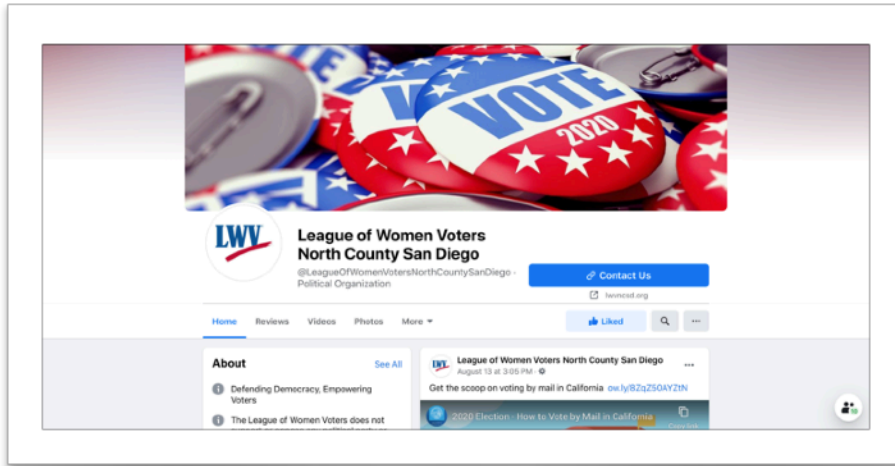 VOTE
2020
LWV
League of Women Voters
North County San Diego
@LeagueOfWomenVotersNorthCountySanDiego ·
Political Organization
Contact Us
lwvncsd.org
Home Reviews Videos Photos More
Liked
About See All
Defending Democracy, Empowering
Voters
The League of Women Voters does not
LWV
League of Women Voters North County San Diego
August 13 at 3:05 PM ·
Get the scoop on voting by mail in California ow.ly/BZqZ50AYZtN
2020 Election - How to Vote by Mail in California
Copy link